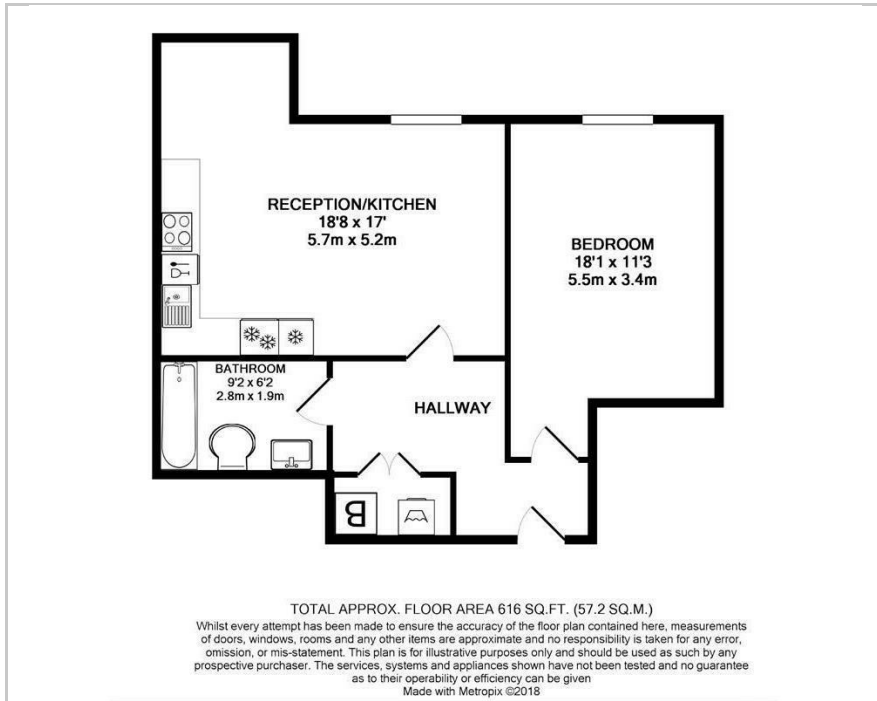 RECEPTION/KITCHEN
18'8 x 17'
5.7m x 5.2m
BEDROOM
18'1 x 11'3
5.5m x 3.4m
BATHROOM
9'2 x 6'2
2.8m x 1.9m
HALLWAY
B
TOTAL APPROX. FLOOR AREA 616 SQ.FT. (57.2 SQ.M.)
Whilst every attempt has been made to ensure the accuracy of the floor plan contained here, measurements
of doors, windows, rooms and any other items are approximate and no responsibility is taken for any error,
omission, or mis-statement. This plan is for illustrative purposes only and should be used as such by any
prospective purchaser. The services, systems and appliances shown have not been tested and no guarantee
as to their operability or efficiency can be given
Made with Metropix ©2018